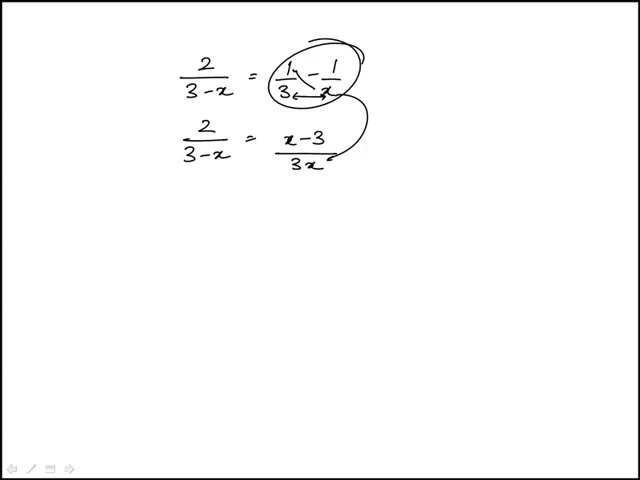 2/(3-x) = 1/3 - 1/x
2/(3-x) = (x-3)/3x